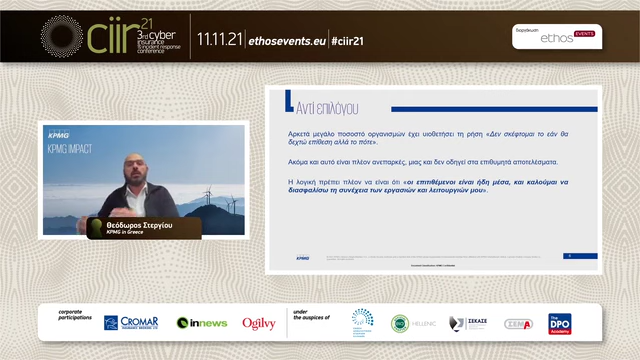 ciir 21
3rd cyber
insurance
& incident response
conference
11.11.21 ethosevents.eu #ciir21
διοργάνωση
ethos EVENTS
KPMG
KPMG IMPACT
Θεόδωρος Στεργίου
KPMG in Greece
Αντί επιλόγου
Αρκετά μεγάλο ποσοστό οργανισμών έχει υιοθετήσει τη ρήση «Δεν σκέφτομαι το εάν θα
δεχτώ επίθεση αλλά το πότε».
Ακόμα και αυτό είναι πλέον ανεπαρκές, μιας και δεν οδηγεί στα επιθυμητά αποτελέσματα.
Η λογική πρέπει πλέον να είναι ότι «οι επιτιθέμενοι είναι ήδη μέσα, και καλούμαι να
διασφαλίσω τη συνέχεια των εργασιών και λειτουργιών μου».
KPMG
corporate
participations
CROMAR
innews
Ogilvy
under
the auspices of
HELLENIC
ΣΕΚΑΣΕ
ΣΕΜΑ
The
DPO
Academy